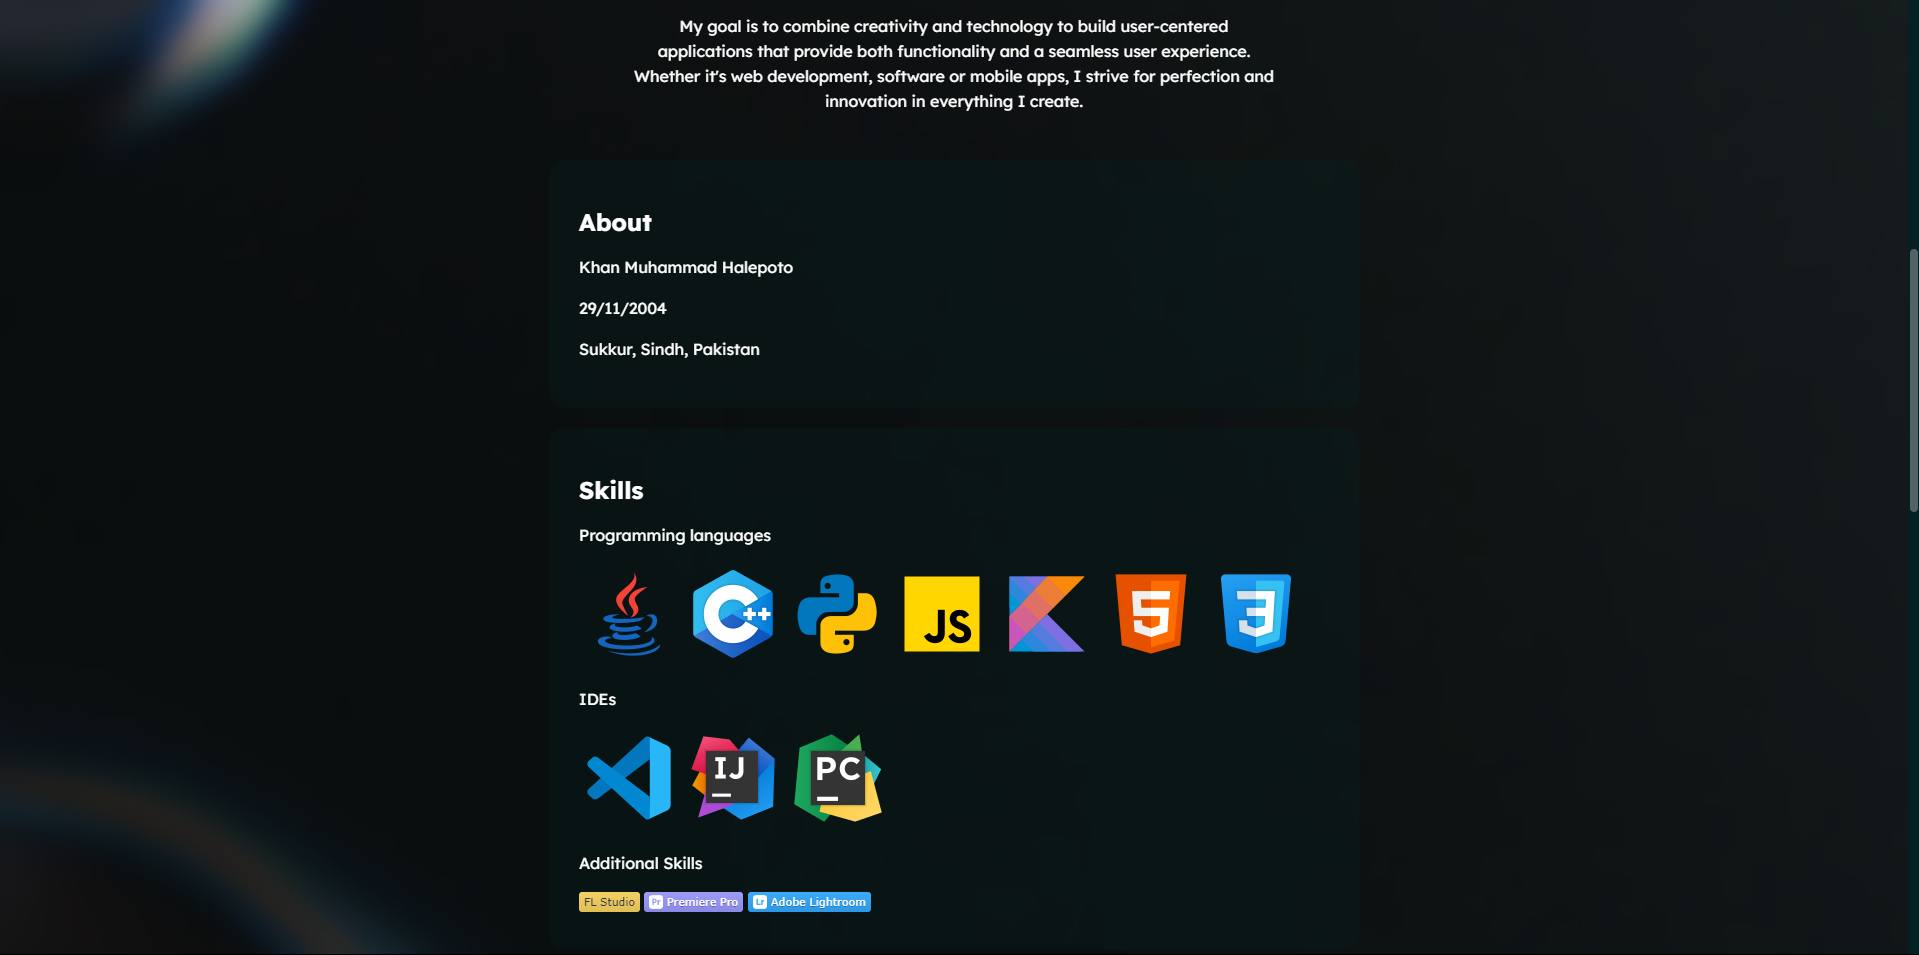 My goal is to combine creativity and technology to build user-centered
applications that provide both functionality and a seamless user experience.
Whether it's web development, software or mobile apps, I strive for perfection and
innovation in everything I create.
About
Khan Muhammad Halepoto
29/11/2004
Sukkur, Sindh, Pakistan
Skills
Programming languages
C++ JS 5 3
IDEs
IJ PC
Additional Skills
FL Studio Pr Premiere Pro Lr Adobe Lightroom